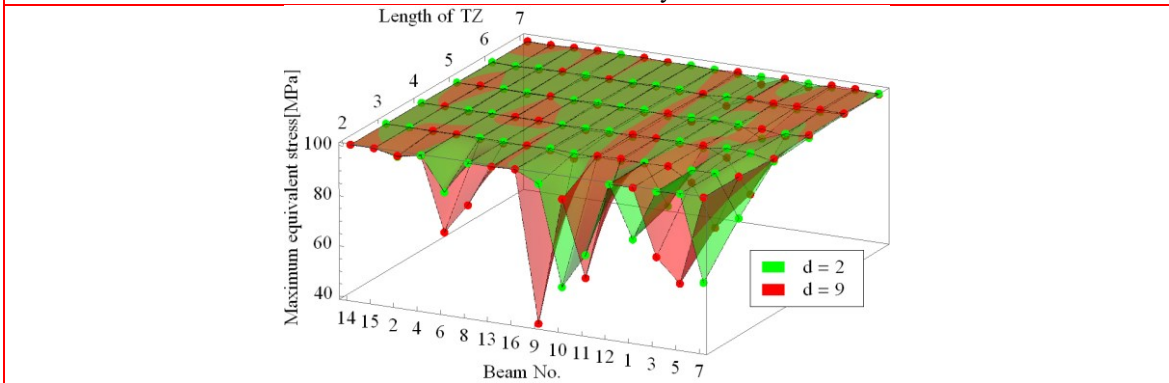 Length of TZ
7
6
5
4
3
2
Maximum equivalent stress[MPa]
100
80
60
40
14 15 2 4 6 8 13 16 9 10 11 12 1 3 5 7
Beam No.
d = 2
d = 9